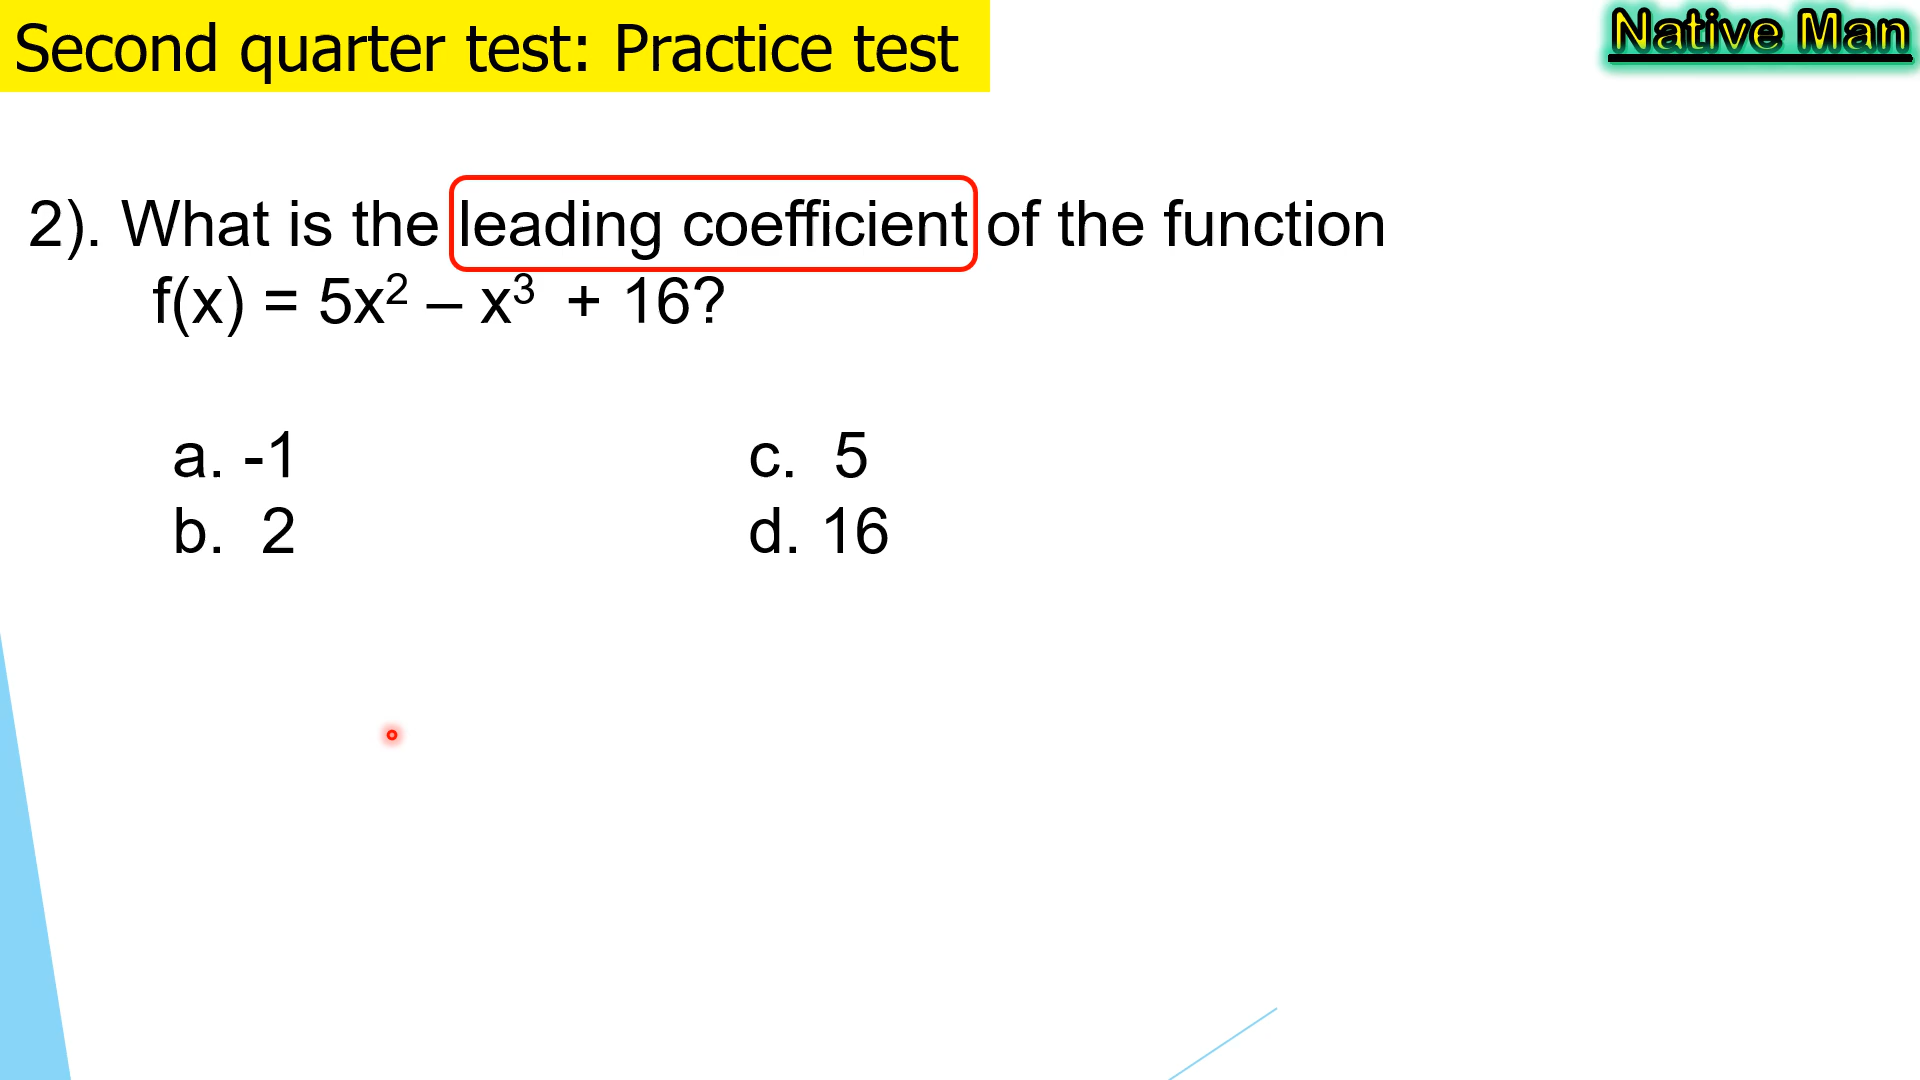 Second quarter test: Practice test
Native Man
2). What is the leading coefficient of the function
f(x) = 5x² – x³ + 16?
a. -1
b. 2
c. 5
d. 16